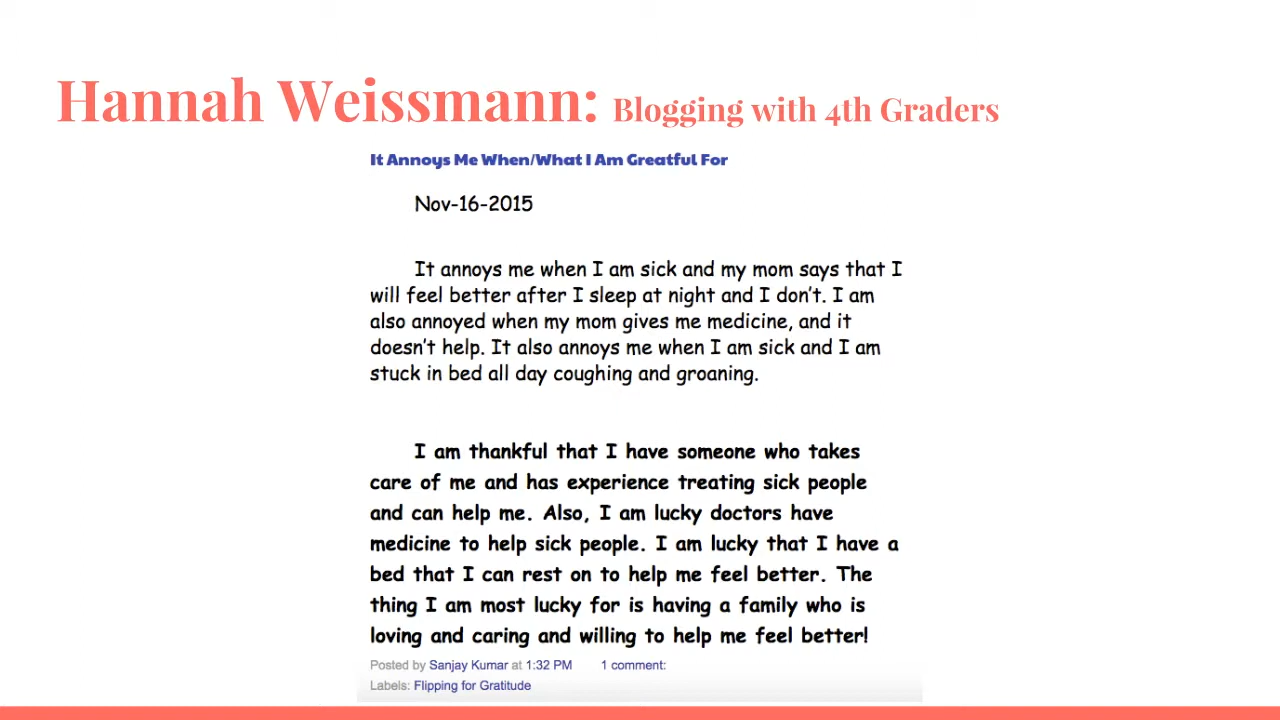 Hannah Weissmann: Blogging with 4th Graders
It Annoys Me When/What I Am Greatful For
Nov-16-2015
It annoys me when I am sick and my mom says that I
will feel better after I sleep at night and I don't. I am
also annoyed when my mom gives me medicine, and it
doesn't help. It also annoys me when I am sick and I am
stuck in bed all day coughing and groaning.
I am thankful that I have someone who takes
care of me and has experience treating sick people
and can help me. Also, I am lucky doctors have
medicine to help sick people. I am lucky that I have a
bed that I can rest on to help me feel better. The
thing I am most lucky for is having a family who is
loving and caring and willing to help me feel better!
Posted by Sanjay Kumar at 1:32 PM 1 comment:
Labels: Flipping for Gratitude